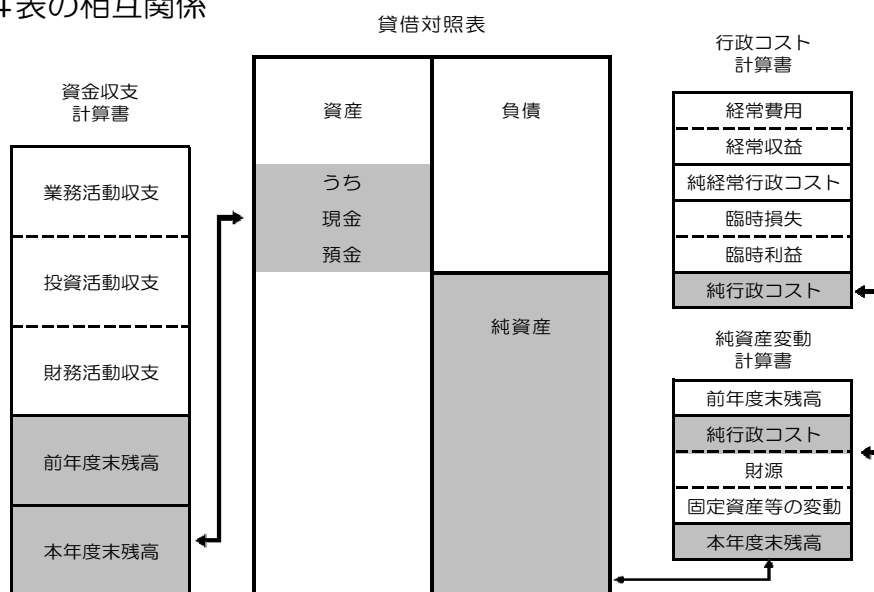 4表の相互関係
資金収支
計算書
業務活動収支
投資活動収支
財務活動収支
前年度末残高
本年度末残高
貸借対照表
資産
うち
現金
預金
負債
純資産
行政コスト
計算書
経常費用
経常収益
純経常行政コスト
臨時損失
臨時利益
純行政コスト
純資産変動
計算書
前年度末残高
純行政コスト
財源
固定資産等の変動
本年度末残高